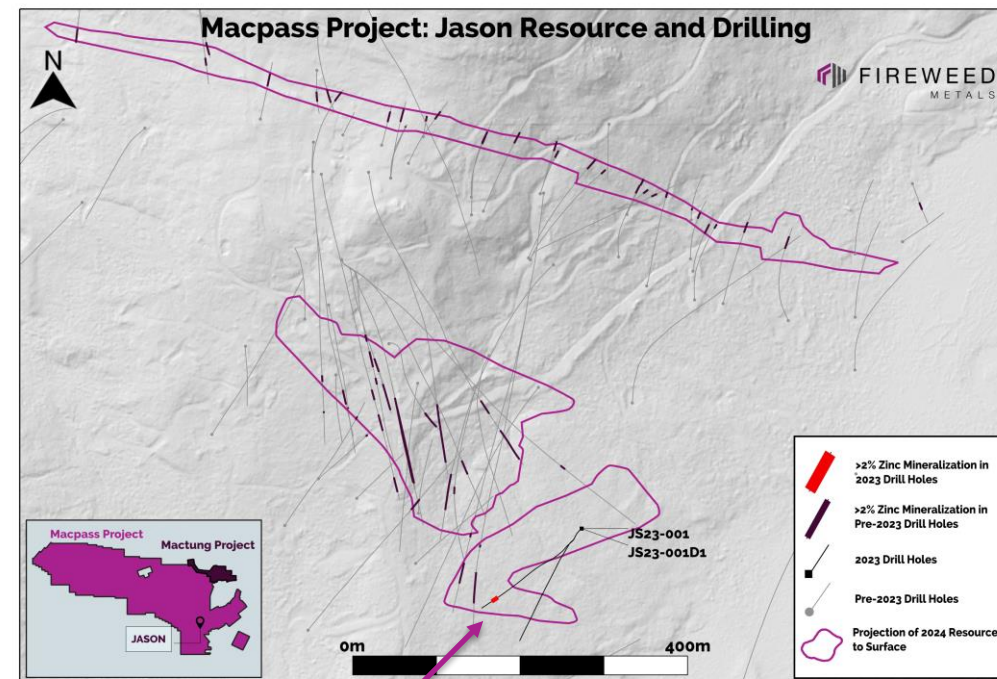 Macpass Project: Jason Resource and Drilling
N
FIREWEED
METALS
JS23-001
JS23-001D1
>2% Zinc Mineralization in
2023 Drill Holes
>2% Zinc Mineralization in
Pre-2023 Drill Holes
2023 Drill Holes
Pre-2023 Drill Holes
Projection of 2024 Resource
to Surface
Macpass Project
Mactung Project
JASON
0m
400m